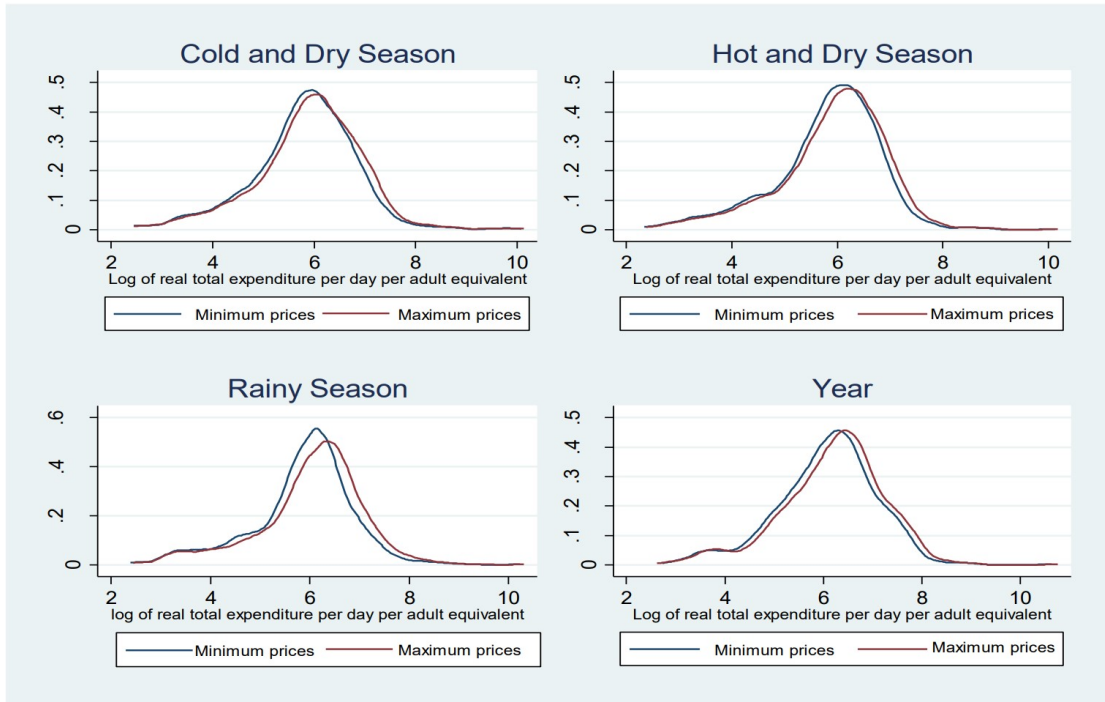 Cold and Dry Season
.5
.4
.3
.2
.1
0
2 4 6 8 10
Log of real total expenditure per day per adult equivalent
Minimum prices Maximum prices
Hot and Dry Season
.5
.4
.3
.2
.1
0
2 4 6 8 10
Log of real total expenditure per day per adult equivalent
Minimum prices Maximum prices
Rainy Season
0.6
.4
.2
0
2 4 6 8 10
log of real total expenditure per day per adult equivalent
Minimum prices Maximum prices
Year
.5
.4
.3
.2
.1
0
2 4 6 8 10
Log of real total expenditure per day per adult equivalent
Minimum prices Maximum prices